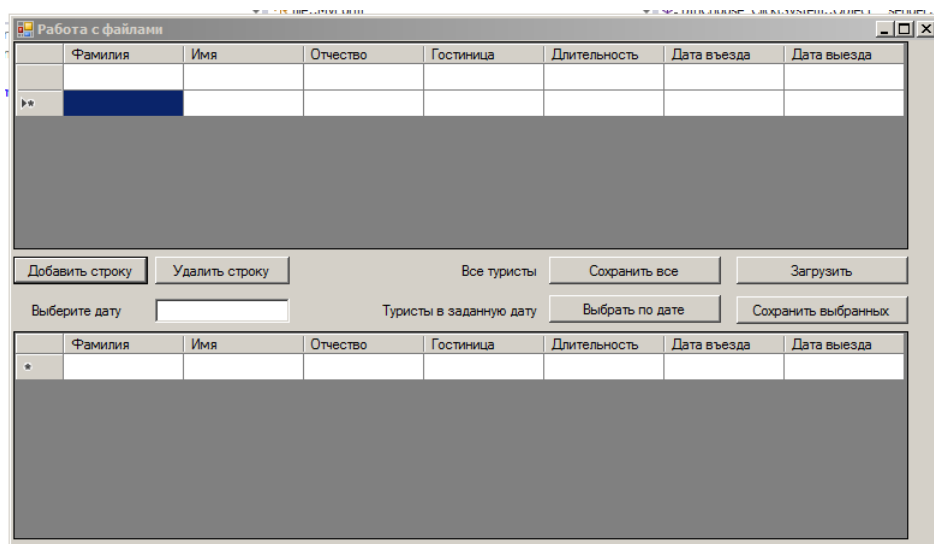 Работа с файлами
Фамилия Имя Отчество Гостиница Длительность Дата въезда Дата выезда
Добавить строку Удалить строку Все туристы Сохранить все Загрузить
Выберите дату Туристы в заданную дату Выбрать по дате Сохранить выбранных
Фамилия Имя Отчество Гостиница Длительность Дата въезда Дата выезда